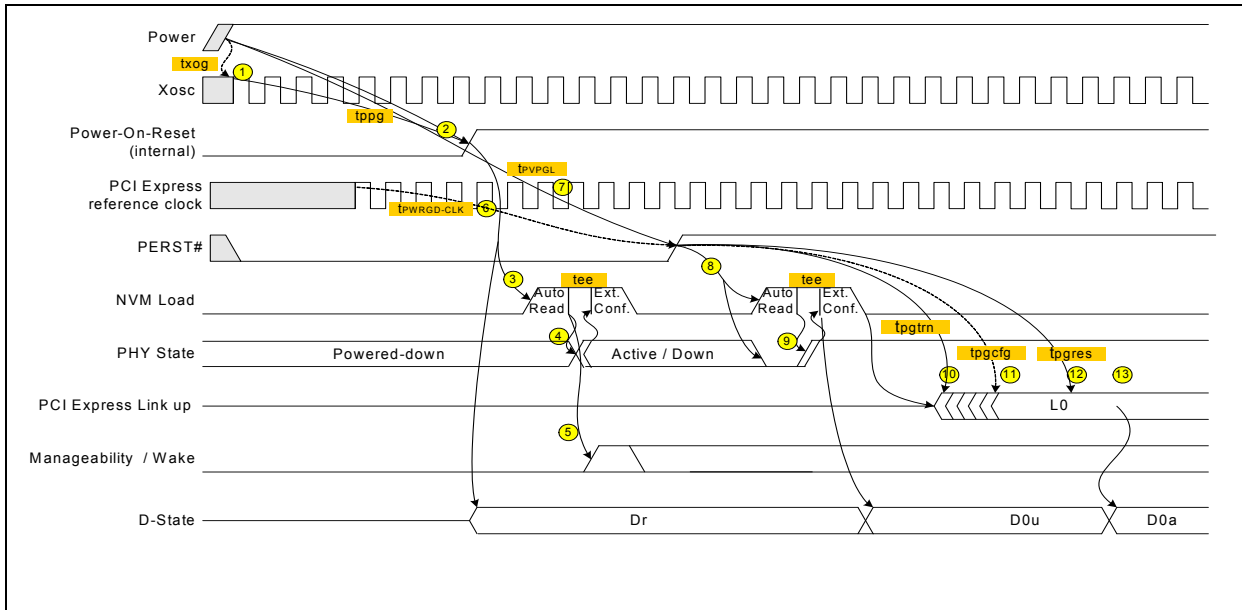 Power
txog
1
Xosc
tppg
2
Power-On-Reset
(internal)
tPVPGL
7
PCI Express
reference clock
tPWRGD-CLK
6
PERST#
8
3
tee
tee
NVM Load
Auto
Read
Ext.
Conf.
Auto
Read
Ext.
Conf.
tpgtrn
4
9
PHY State
Powered-down
Active / Down
tpgcfg
tpgres
10
11
12
13
PCI Express Link up
L0
5
Manageability / Wake
D-State
Dr
D0u
D0a